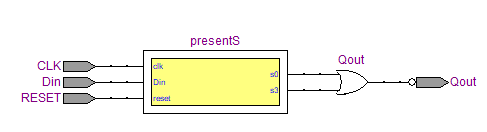 presentS
Qout
CLK
clk
s0
Din
Din
Qout
s3
RESET
reset